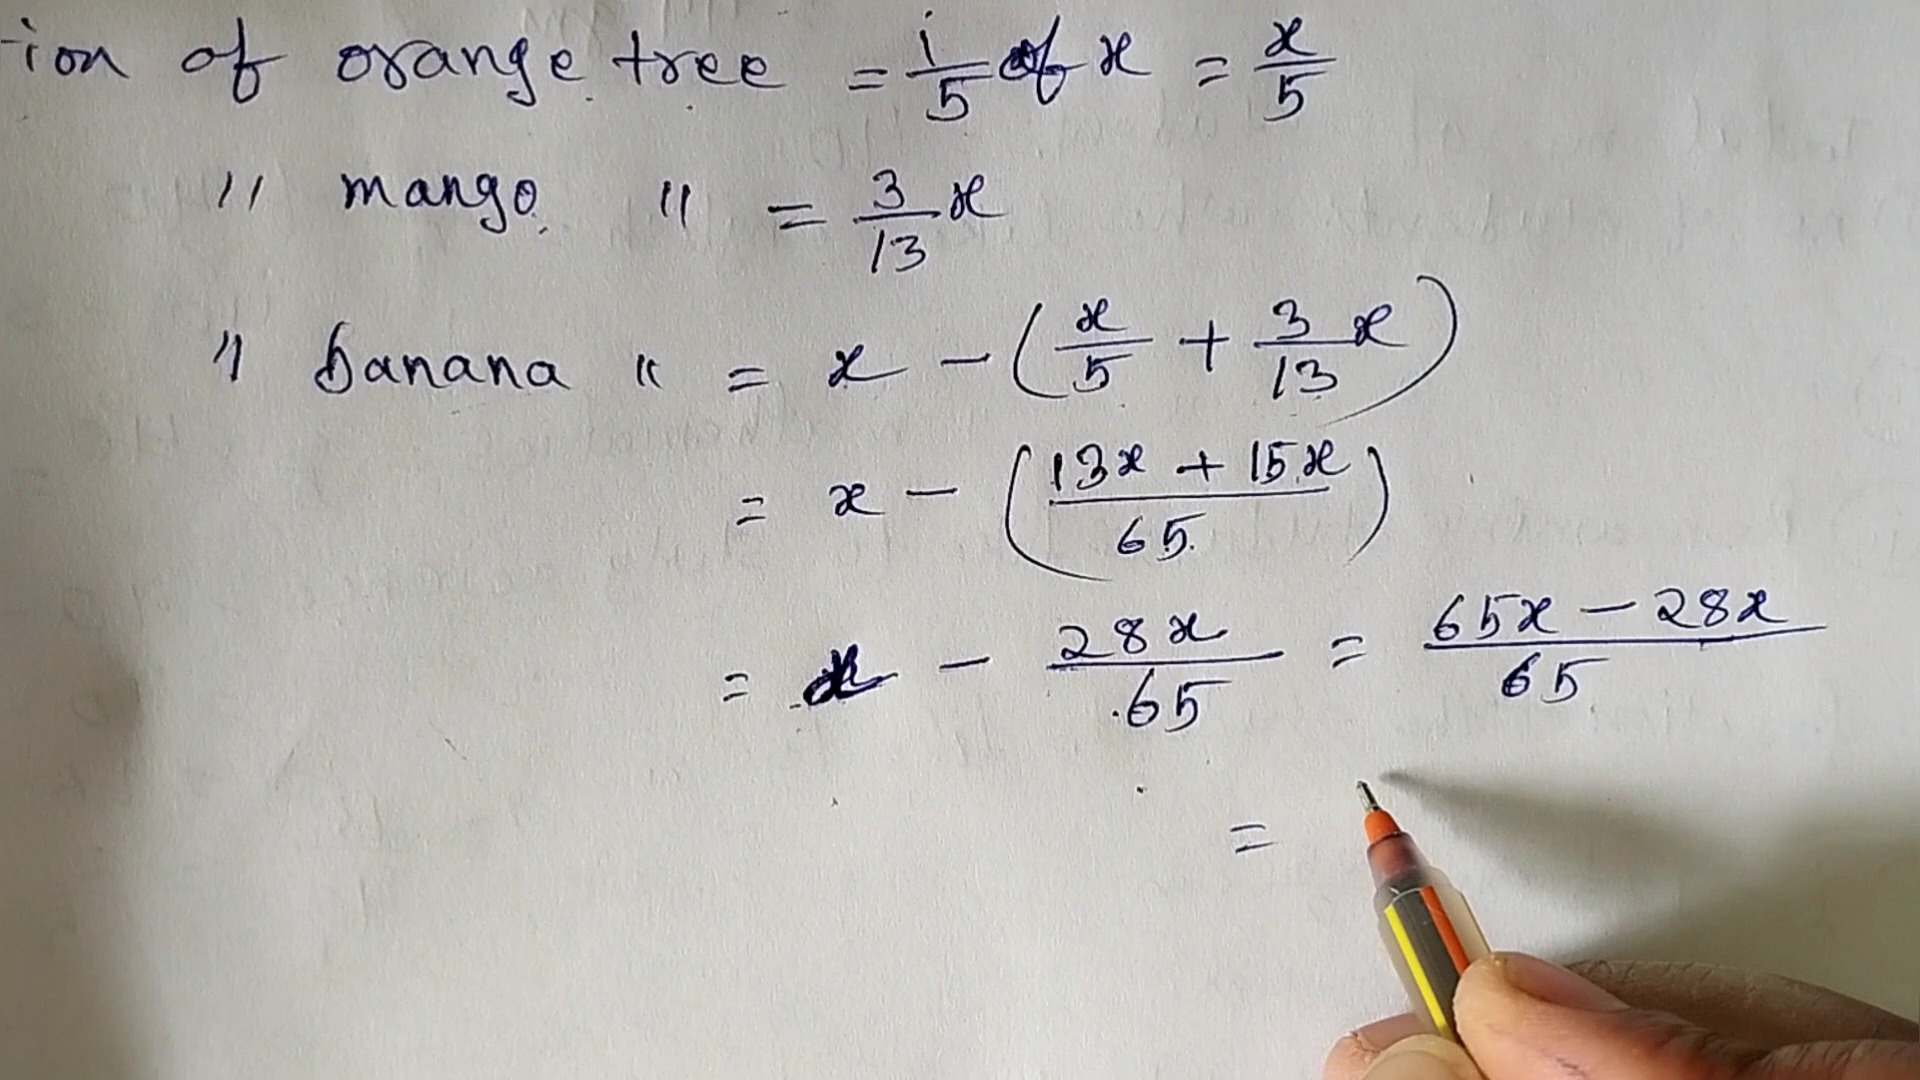 ion of orange tree = 1/5 of x = x/5
" mango " = 3/13 x
" banana " = x - (x/5 + 3/13 x)
= x - (13x + 15x / 65)
= x - 28x/65 = 65x - 28x / 65
=